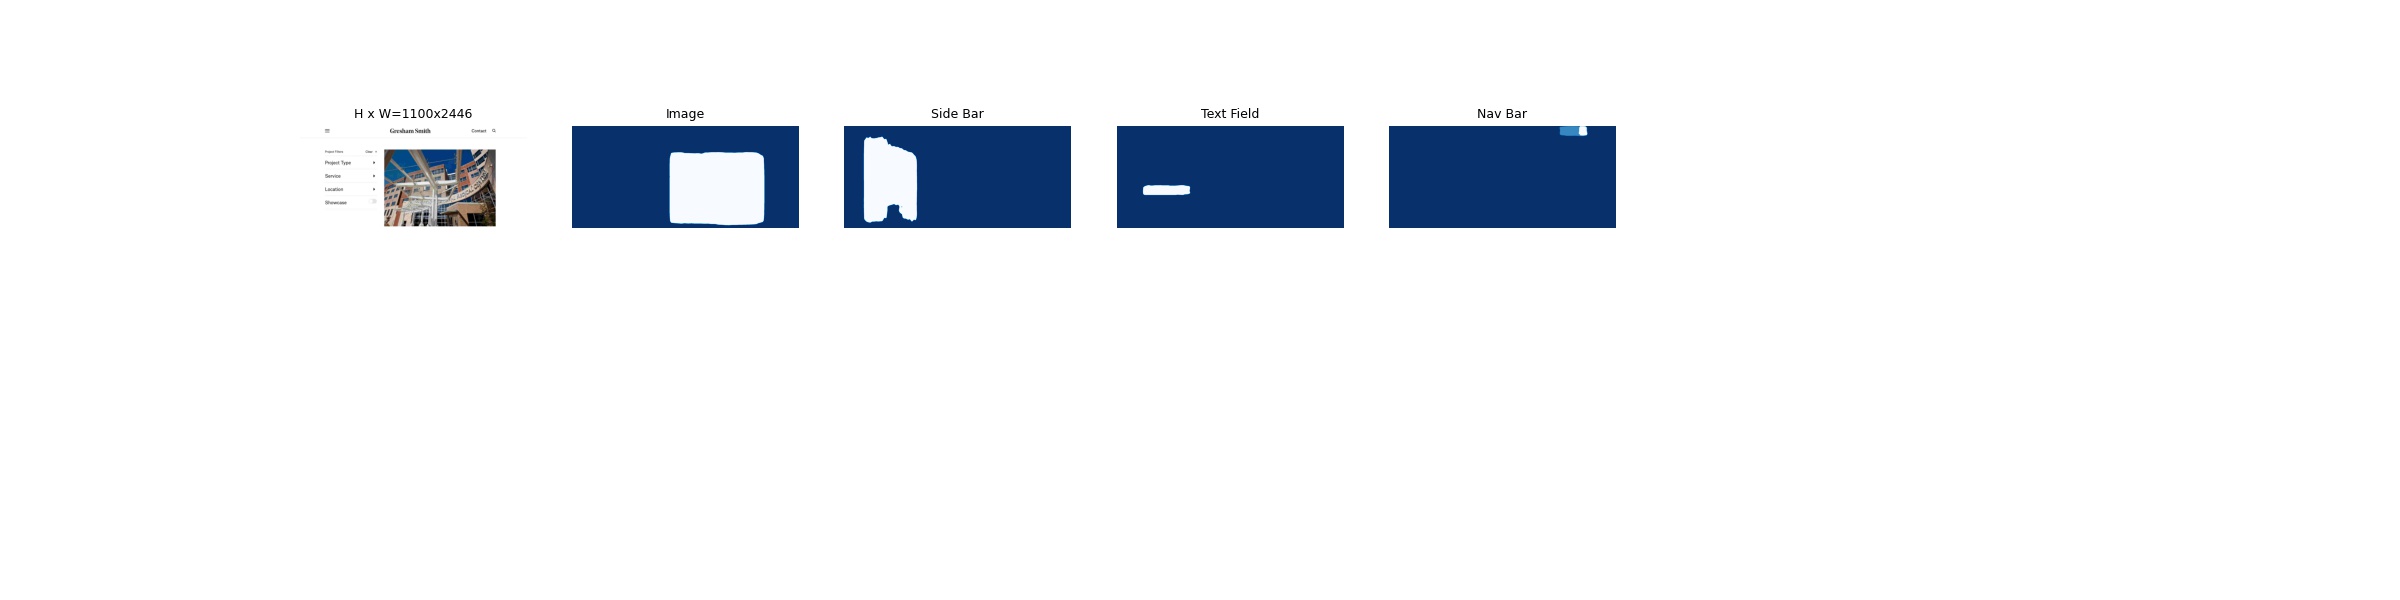 H x W=1100x2446
Image
Side Bar
Text Field
Nav Bar
Gresham Smith
Contact
Project Filters
Clear
Project Type
Service
Location
Showcase